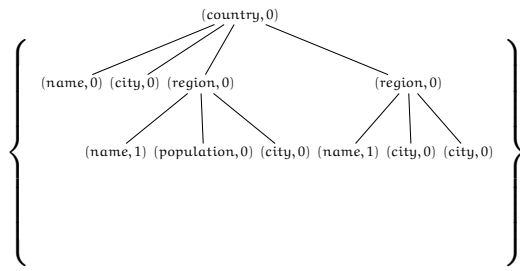 (country, 0)
(name, 0) (city, 0) (region, 0) (region, 0)
(name, 1) (population, 0) (city, 0) (name, 1) (city, 0) (city, 0)